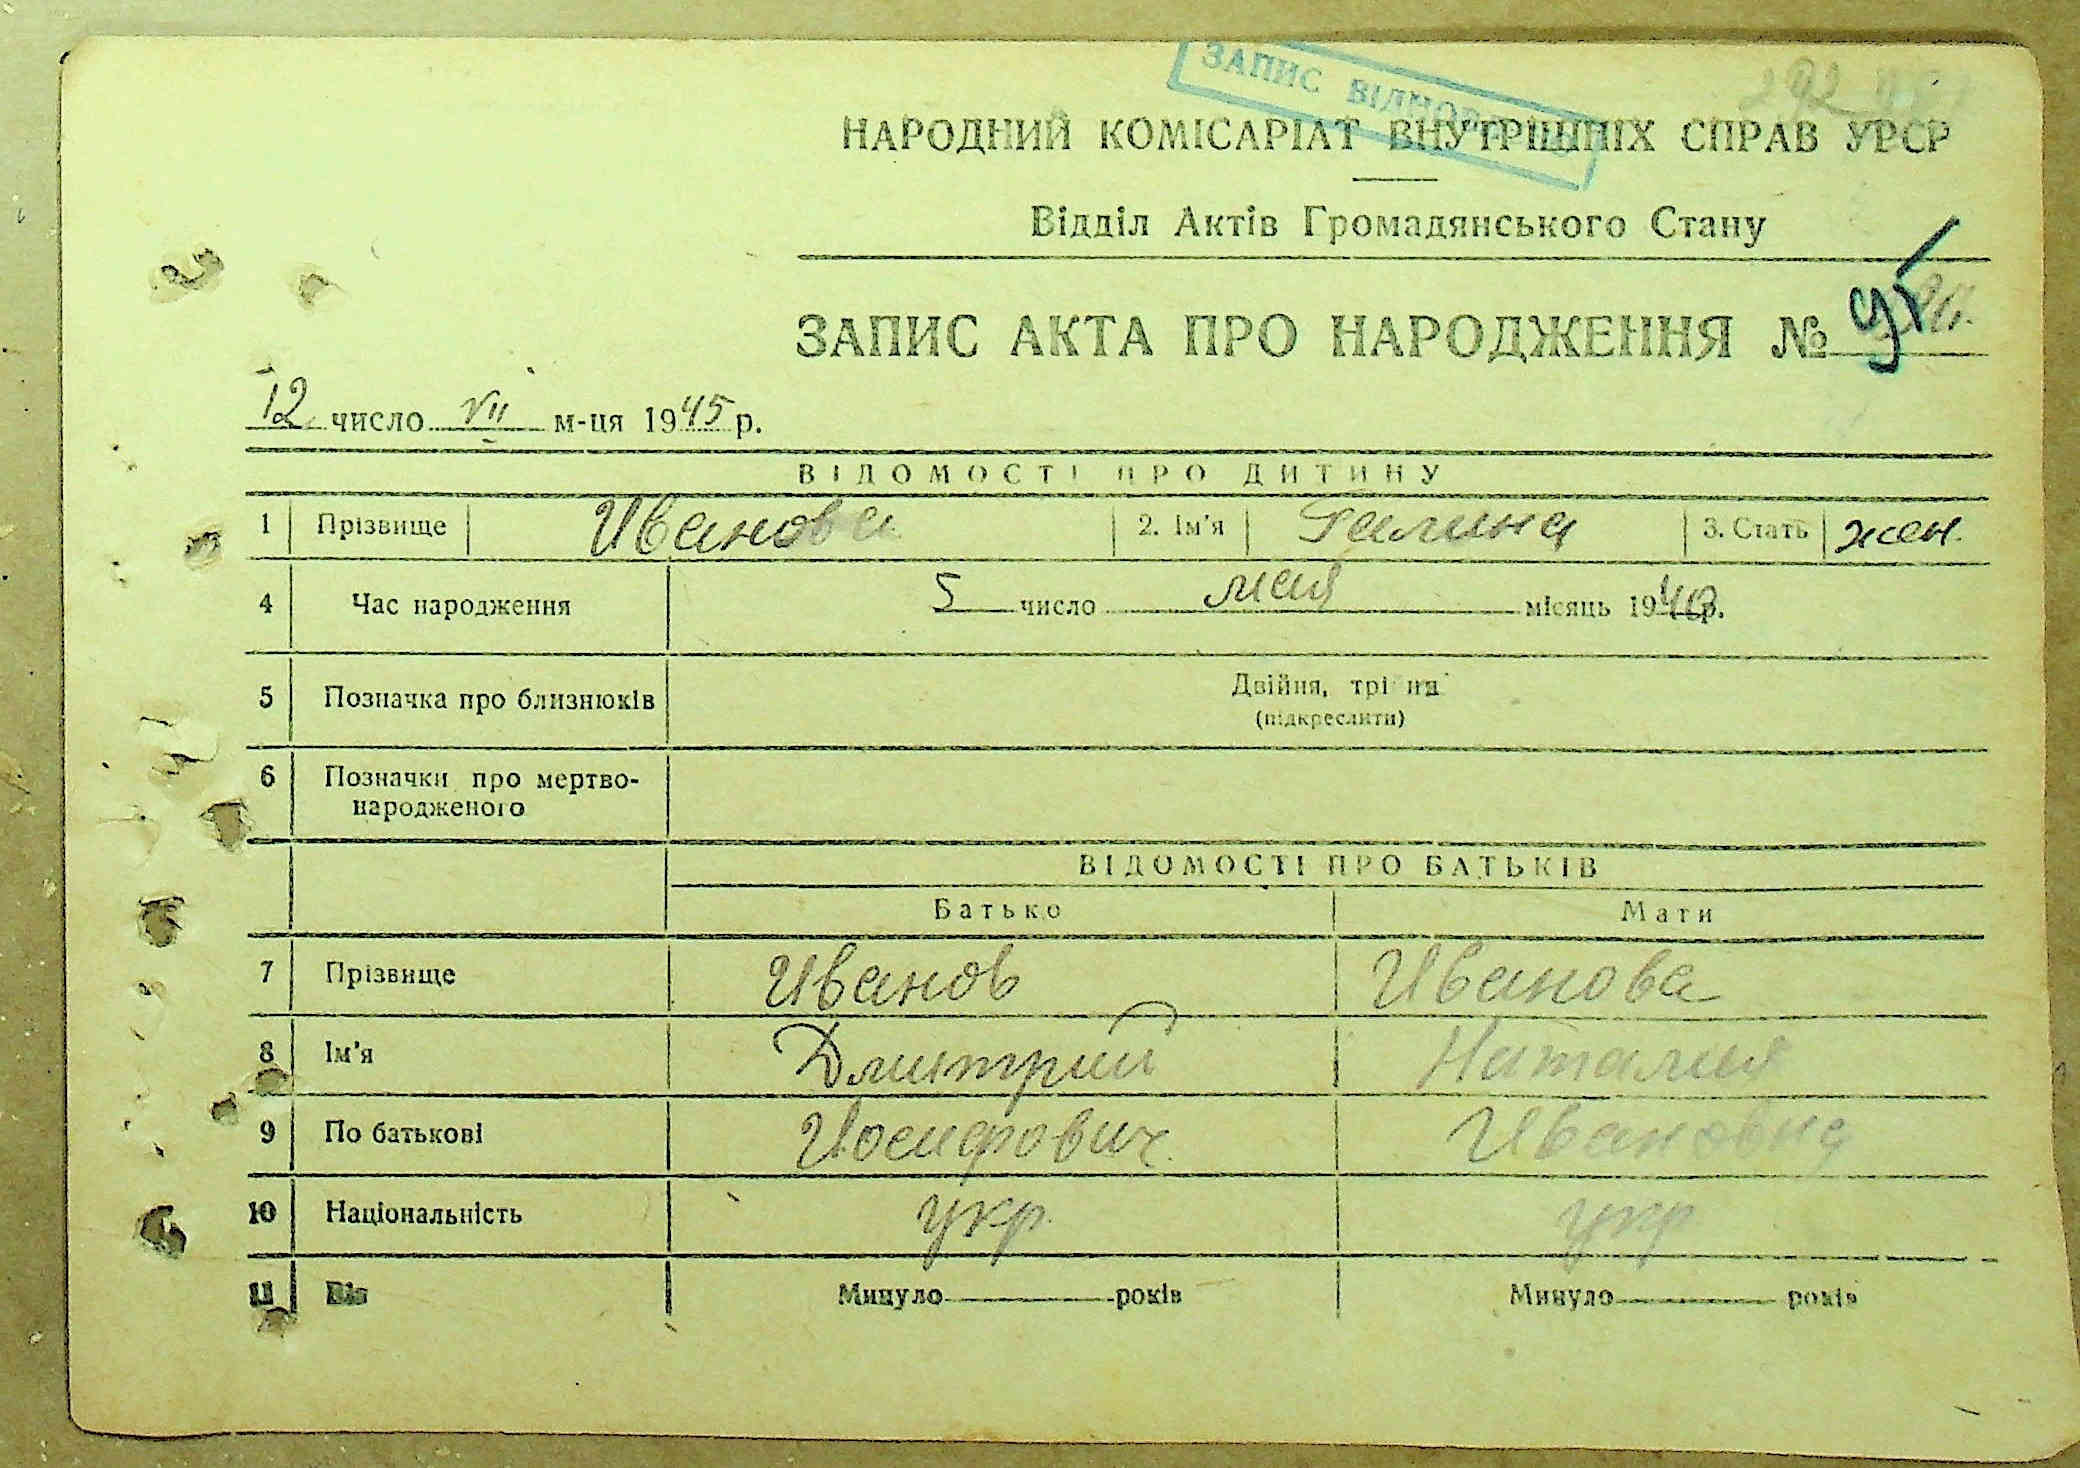 ЗАПИС ВІДНОВЛЕНО
НАРОДНИЙ КОМІСАРІАТ ВНУТРІШНІХ СПРАВ УРСР
Відділ Актів Громадянського Стану
ЗАПИС АКТА ПРО НАРОДЖЕННЯ №
12 число VII м-ця 1945 р.
ВІДОМОСТІ ПРО ДИТИНУ
1 Прізвище Иванова 2. Ім'я Галина 3. Стать жен.
4 Час народження 5 число мая місяць 1940 р.
5 Позначка про близнюків Двійня, трійня
(підкреслити)
6 Позначки про мертво-
народженого
ВІДОМОСТІ ПРО БАТЬКІВ
Батько Мати
7 Прізвище Иванов Иванова
8 Ім'я Дмитрий Наталия
9 По батькові Иосифович Ивановна
10 Національність укр. укр
11 Вік Минуло років Минуло років